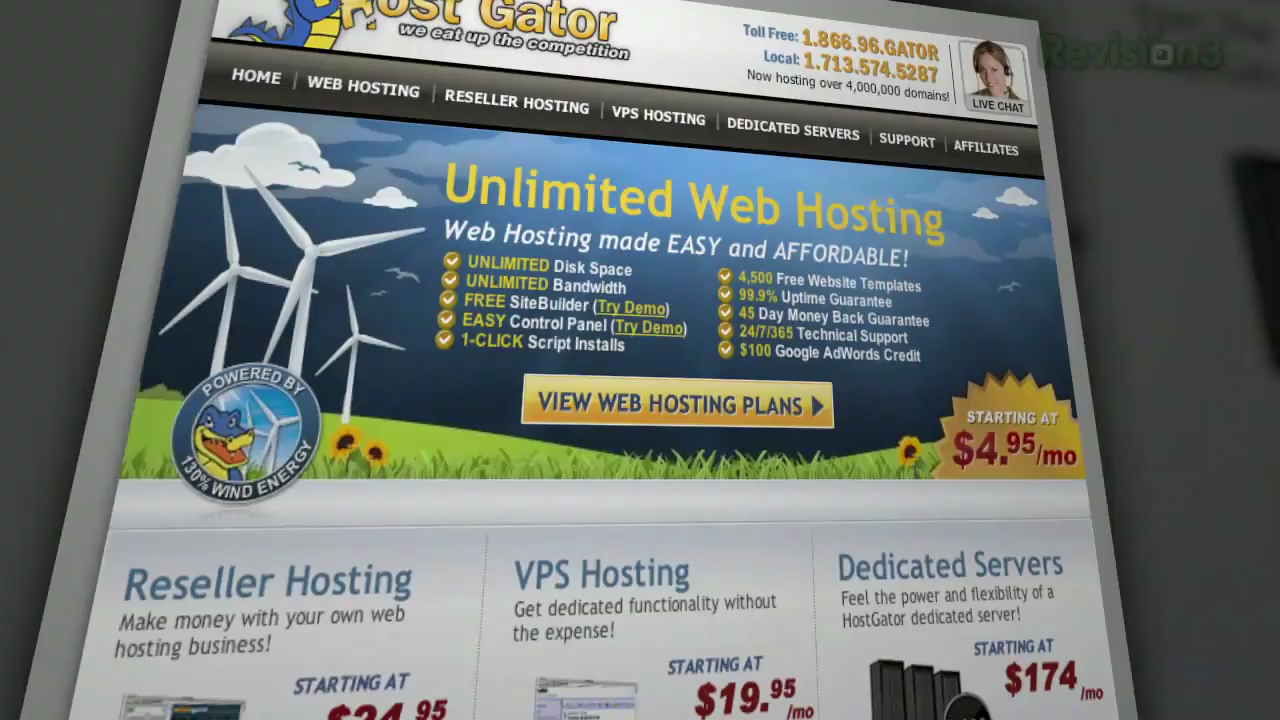 Host Gator
we eat up the competition
Toll Free: 1.866.96.GATOR
Local: 1.713.574.5287
Now hosting over 4,000,000 domains!
LIVE CHAT
Revision3
HOME | WEB HOSTING | RESELLER HOSTING | VPS HOSTING | DEDICATED SERVERS | SUPPORT | AFFILIATES
Unlimited Web Hosting
Web Hosting made EASY and AFFORDABLE!
UNLIMITED Disk Space
UNLIMITED Bandwidth
FREE SiteBuilder (Try Demo)
EASY Control Panel (Try Demo)
1-CLICK Script Installs
4,500 Free Website Templates
99.9% Uptime Guarantee
45 Day Money Back Guarantee
24/7/365 Technical Support
$100 Google AdWords Credit
VIEW WEB HOSTING PLANS
STARTING AT
$4.95/mo
POWERED BY
130% WIND ENERGY
Reseller Hosting
Make money with your own web
hosting business!
STARTING AT
$24.95
VPS Hosting
Get dedicated functionality without
the expense!
STARTING AT
$19.95/mo
Dedicated Servers
Feel the power and flexibility of a
HostGator dedicated server!
STARTING AT
$174/mo